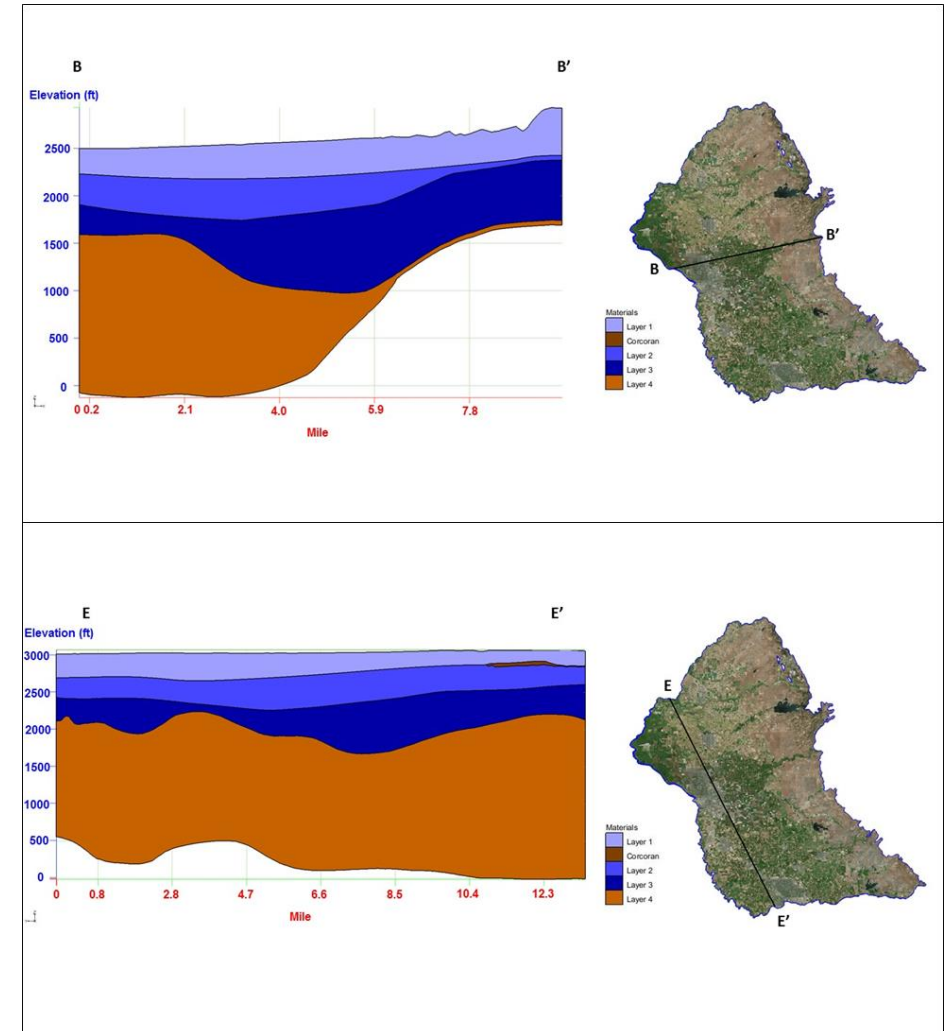 B
B’
Elevation (ft)
2500
2000
1500
1000
500
0
0 0.2 2.1 4.0 5.9 7.8
Mile
B
B’
Materials
Layer 1
Corcoran
Layer 2
Layer 3
Layer 4
E
E’
Elevation (ft)
3000
2500
2000
1500
1000
500
0
0 0.8 2.8 4.7 6.6 8.5 10.4 12.3
Mile
E
E’
Materials
Layer 1
Corcoran
Layer 2
Layer 3
Layer 4